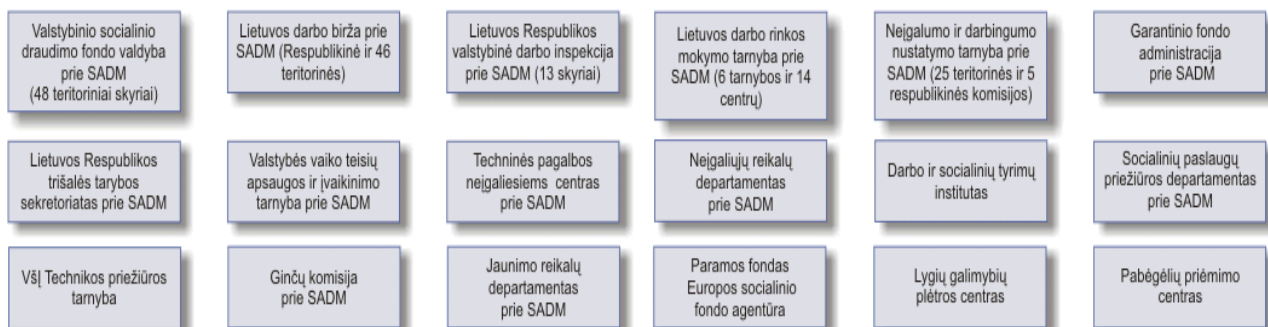 Valstybinio socialinio
draudimo fondo valdyba
prie SADM
(48 teritoriniai skyriai)
Lietuvos darbo birža prie
SADM (Respublikinė ir 46
teritorinės)
Lietuvos Respublikos
valstybinė darbo inspekcija
prie SADM (13 skyriai)
Lietuvos darbo rinkos
mokymo tarnyba prie
SADM (6 tarnybos ir 14
centrų)
Neįgalumo ir darbingumo
nustatymo tarnyba prie
SADM (25 teritorinės ir 5
respublikinės komisijos)
Garantinio fondo
administracija
prie SADM
Lietuvos Respublikos
trišalės tarybos
sekretoriatas prie SADM
Valstybės vaiko teisių
apsaugos ir įvaikinimo
tarnyba prie SADM
Techninės pagalbos
neįgaliesiems centras
prie SADM
Neįgaliųjų reikalų
departamentas
prie SADM
Darbo ir socialinių tyrimų
institutas
Socialinių paslaugų
priežiūros departamentas
prie SADM
VšĮ Technikos priežiūros
tarnyba
Ginčų komisija
prie SADM
Jaunimo reikalų
departamentas
prie SADM
Paramos fondas
Europos socialinio
fondo agentūra
Lygių galimybių
plėtros centras
Pabėgėlių priėmimo
centras